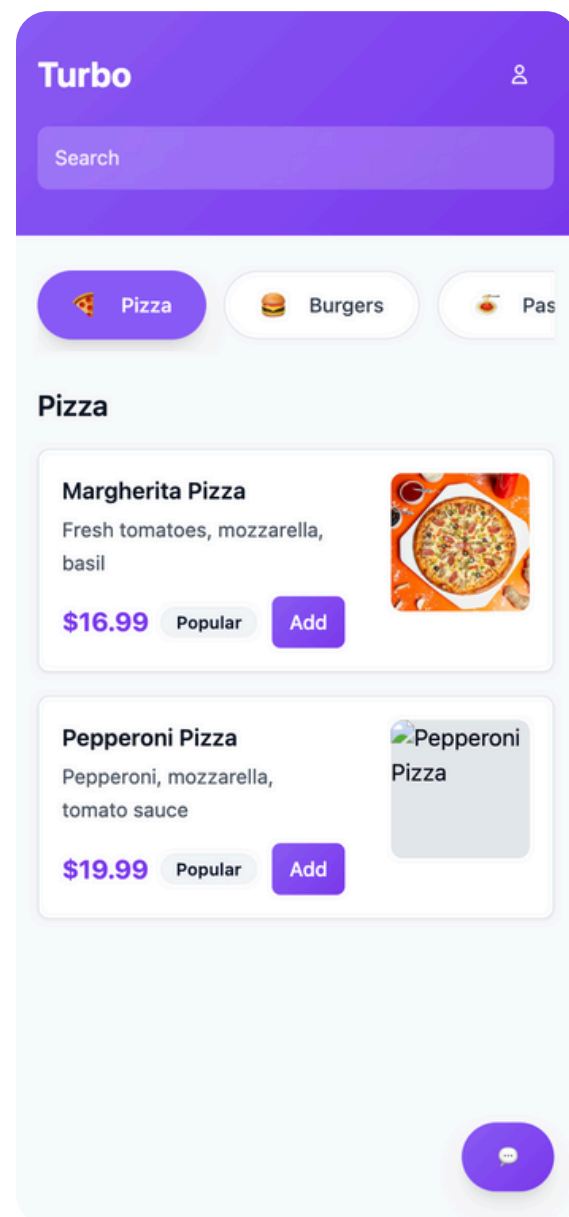 Turbo
Search
Pizza
Burgers
Pas
Pizza
Margherita Pizza
Fresh tomatoes, mozzarella,
basil
$16.99 Popular Add
Pepperoni Pizza
Pepperoni, mozzarella,
tomato sauce
Pepperoni
Pizza
$19.99 Popular Add